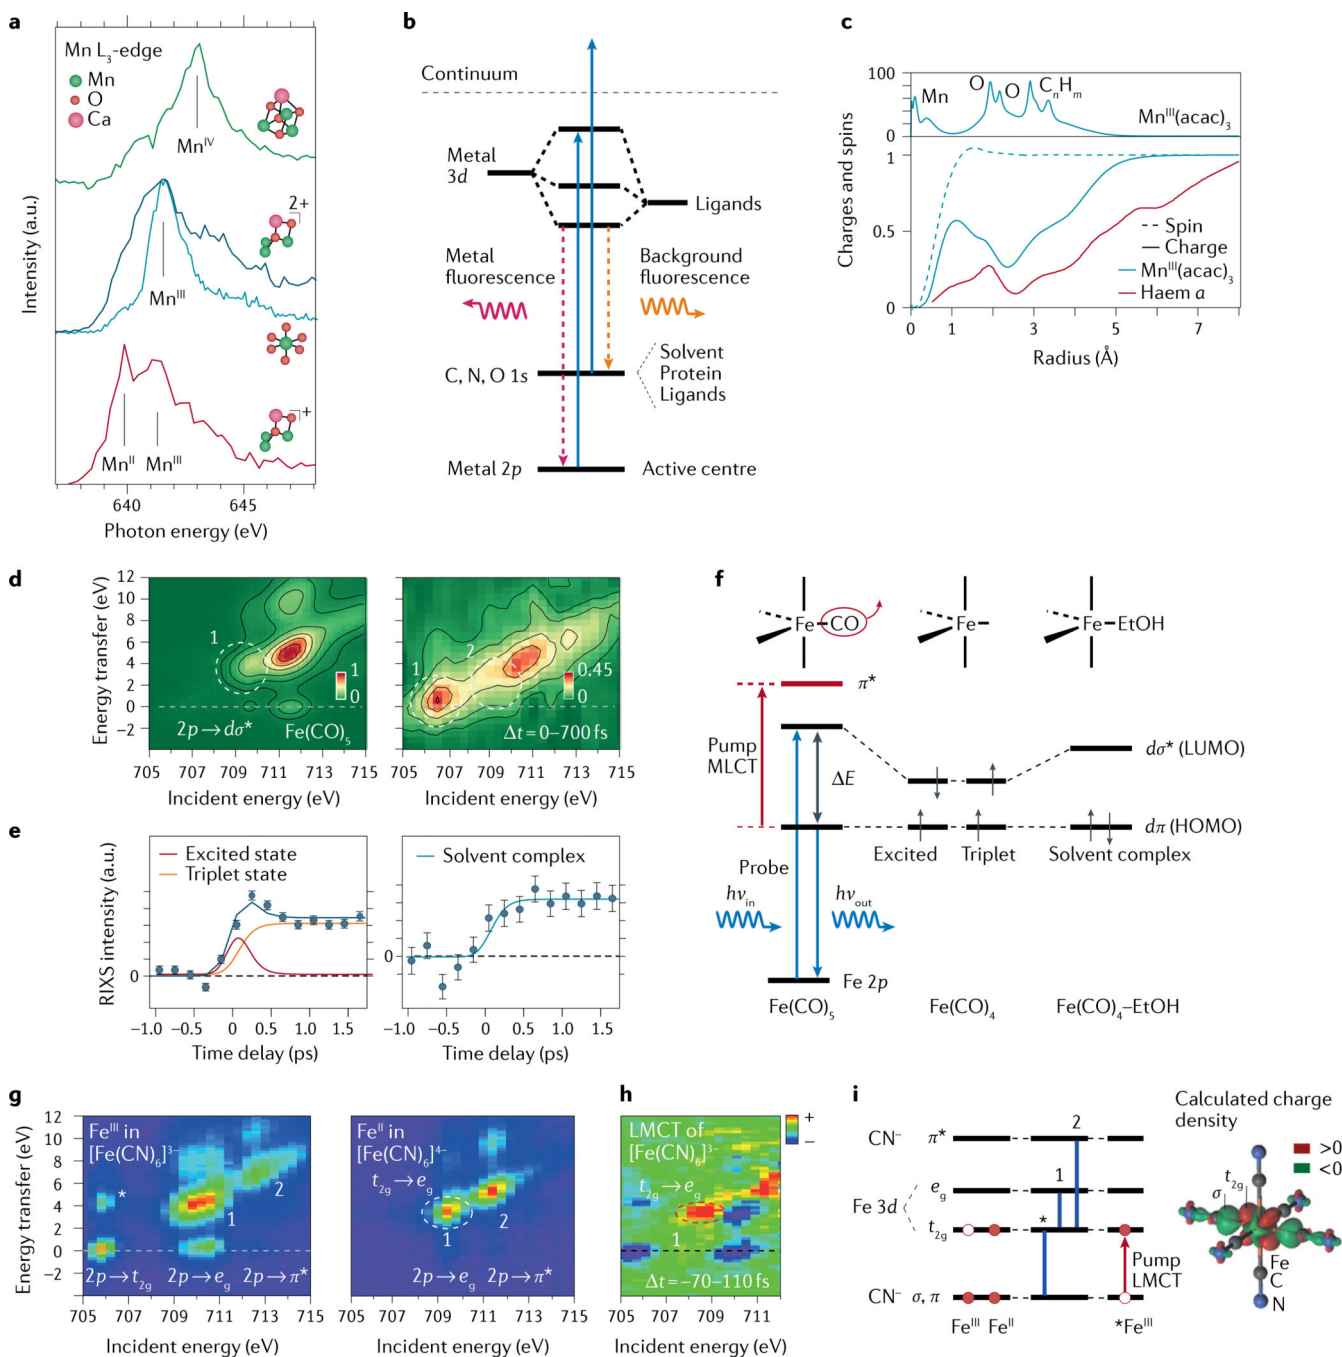 a
Mn L₃-edge
Mn
O
Ca
Mnᴵⱽ
2+
Mnᴵᴵᴵ
+
Mnᴵᴵ
Mnᴵᴵᴵ
Intensity (a.u.)
640
645
Photon energy (eV)
b
Continuum
Metal
3d
Ligands
Metal
fluorescence
Background
fluorescence
C, N, O 1s
Solvent
Protein
Ligands
Metal 2p
Active centre
c
Charges and spins
100
0
Mn
O
O
CₙHₘ
Mnᴵᴵᴵ(acac)₃
1
0.5
0
Spin
Charge
Mnᴵᴵᴵ(acac)₃
Haem a
0 1 3 5 7
Radius (Å)
d
Energy transfer (eV)
12
10
8
6
4
2
0
−2
1
1
0
2p → dσ*
Fe(CO)₅
705 707 709 711 713 715
Incident energy (eV)
1
2
0.45
0
Δt = 0–700 fs
705 707 709 711 713 715
Incident energy (eV)
e
RIXS intensity (a.u.)
Excited state
Triplet state
0
−1.0 −0.5 0 0.5 1.0 1.5
Time delay (ps)
Solvent complex
0
−1.0 −0.5 0 0.5 1.0 1.5
Time delay (ps)
f
Fe
CO
Fe
Fe
EtOH
π*
Pump
MLCT
ΔE
dσ* (LUMO)
dπ (HOMO)
Excited
Triplet
Solvent complex
Probe
hνᵢₙ
hνₒᵤₜ
Fe 2p
Fe(CO)₅
Fe(CO)₄
Fe(CO)₄–EtOH
g
Energy transfer (eV)
12
10
8
6
4
2
0
−2
Feᴵᴵᴵ in
[Fe(CN)₆]³⁻
*
1
2
2p → t₂g
2p → eg
2p → π*
705 707 709 711 713 715
Incident energy (eV)
Feᴵᴵ in
[Fe(CN)₆]⁴⁻
t₂g → eg
1
2
2p → eg
2p → π*
705 707 709 711 713 715
Incident energy (eV)
h
+
−
LMCT of
[Fe(CN)₆]³⁻
t₂g → eg
1
Δt = −70–110 fs
705 707 709 711
Incident energy (eV)
i
CN⁻ π*
2
1
Fe 3d
eg
t₂g
*
Pump
LMCT
CN⁻ σ, π
Feᴵᴵᴵ Feᴵᴵ
*Feᴵᴵᴵ
Calculated charge
density
>0
<0
t₂g
σ
Fe
C
N